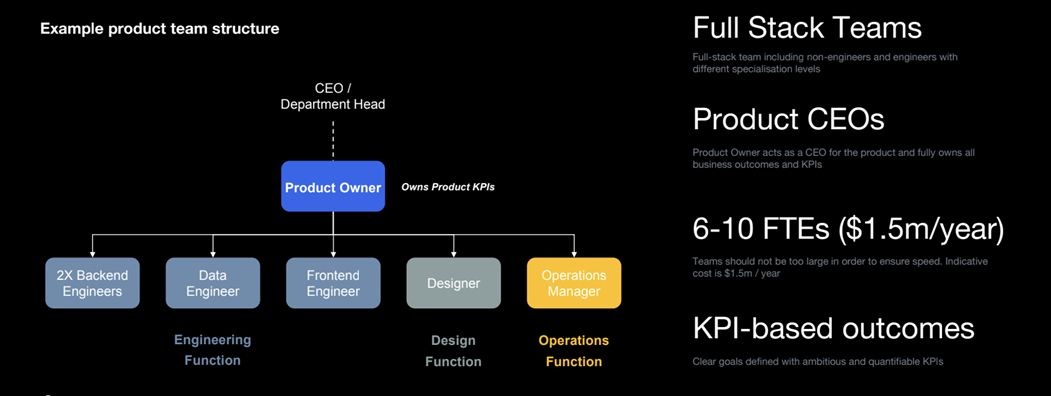 Example product team structure
CEO /
Department Head
Product Owner
Owns Product KPIs
2X Backend
Engineers
Data
Engineer
Frontend
Engineer
Designer
Operations
Manager
Engineering
Function
Design
Function
Operations
Function
Full Stack Teams
Full-stack team including non-engineers and engineers with
different specialisation levels
Product CEOs
Product Owner acts as a CEO for the product and fully owns all
business outcomes and KPIs
6-10 FTEs ($1.5m/year)
Teams should not be too large in order to ensure speed. Indicative
cost is $1.5m / year
KPI-based outcomes
Clear goals defined with ambitious and quantifiable KPIs